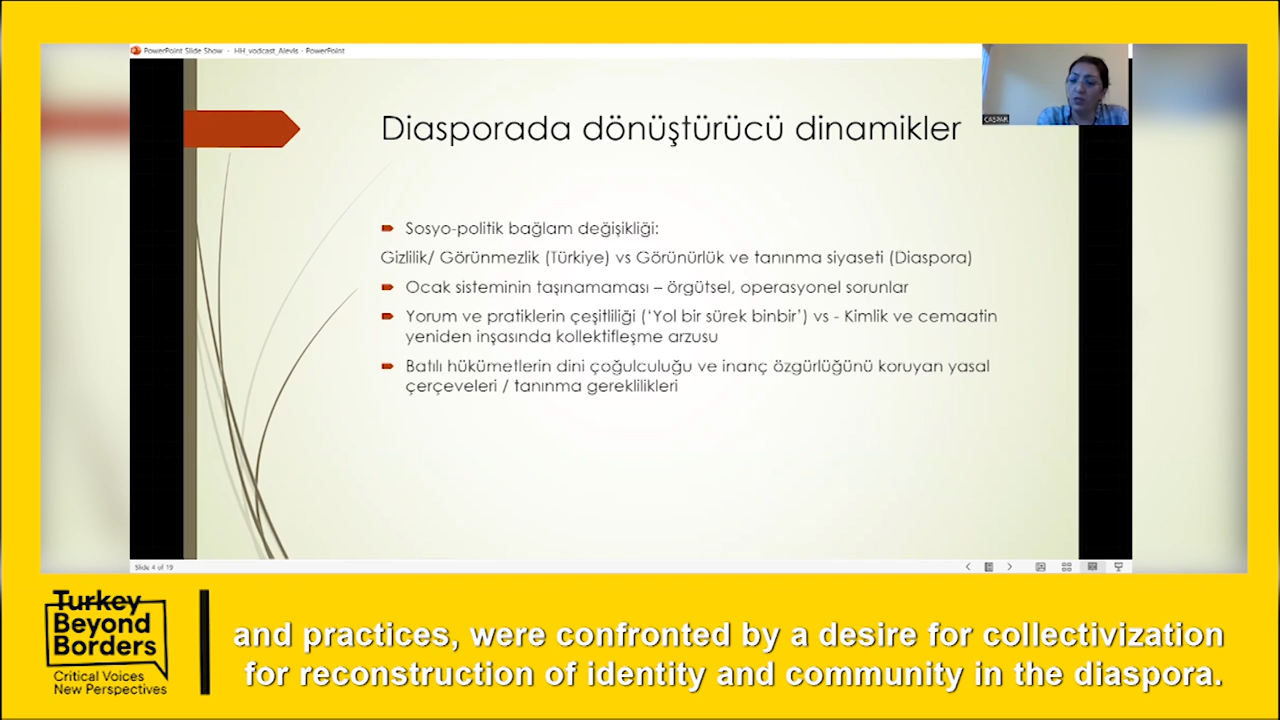 PowerPoint Slide Show - HH_vodcast_Alevis - PowerPoint
CASPAR
Diasporada dönüştürücü dinamikler
Sosyo-politik bağlam değişikliği:
Gizlilik/ Görünmezlik (Türkiye) vs Görünürlük ve tanınma siyaseti (Diaspora)
Ocak sisteminin taşınamaması – örgütsel, operasyonel sorunlar
Yorum ve pratiklerin çeşitliliği (‘Yol bir sürek binbir’) vs - Kimlik ve cemaatin
yeniden inşasında kollektifleşme arzusu
Batılı hükümetlerin dini çoğulculuğu ve inanç özgürlüğünü koruyan yasal
çerçeveleri / tanınma gereklilikleri
Slide 4 of 19
Turkey
Beyond
Borders
Critical Voices
New Perspectives
and practices, were confronted by a desire for collectivization
for reconstruction of identity and community in the diaspora.